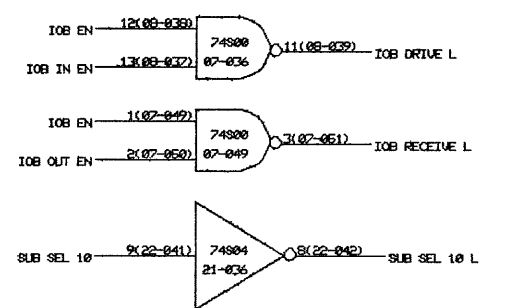 IOB EN 12(08-038)
74S00 11(08-039) IOB DRIVE L
IOB IN EN 13(08-037) 07-036
IOB EN 1(07-049)
74S00 3(07-051) IOB RECEIVE L
IOB OUT EN 2(07-050) 07-049
SUB SEL 10 9(22-041) 74S04 8(22-042) SUB SEL 10 L
21-036